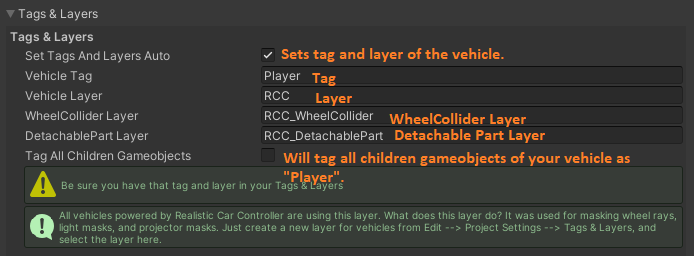 Tags & Layers
Tags & Layers
Set Tags And Layers Auto Sets tag and layer of the vehicle.
Vehicle Tag Player Tag
Vehicle Layer RCC Layer
WheelCollider Layer RCC_WheelCollider WheelCollider Layer
DetachablePart Layer RCC_DetachablePart Detachable Part Layer
Tag All Children Gameobjects Will tag all children gameobjects of your vehicle as
"Player".
Be sure you have that tag and layer in your Tags & Layers
All vehicles powered by Realistic Car Controller are using this layer. What does this layer do? It was used for masking wheel rays,
light masks, and projector masks. Just create a new layer for vehicles from Edit --> Project Settings --> Tags & Layers, and
select the layer here.